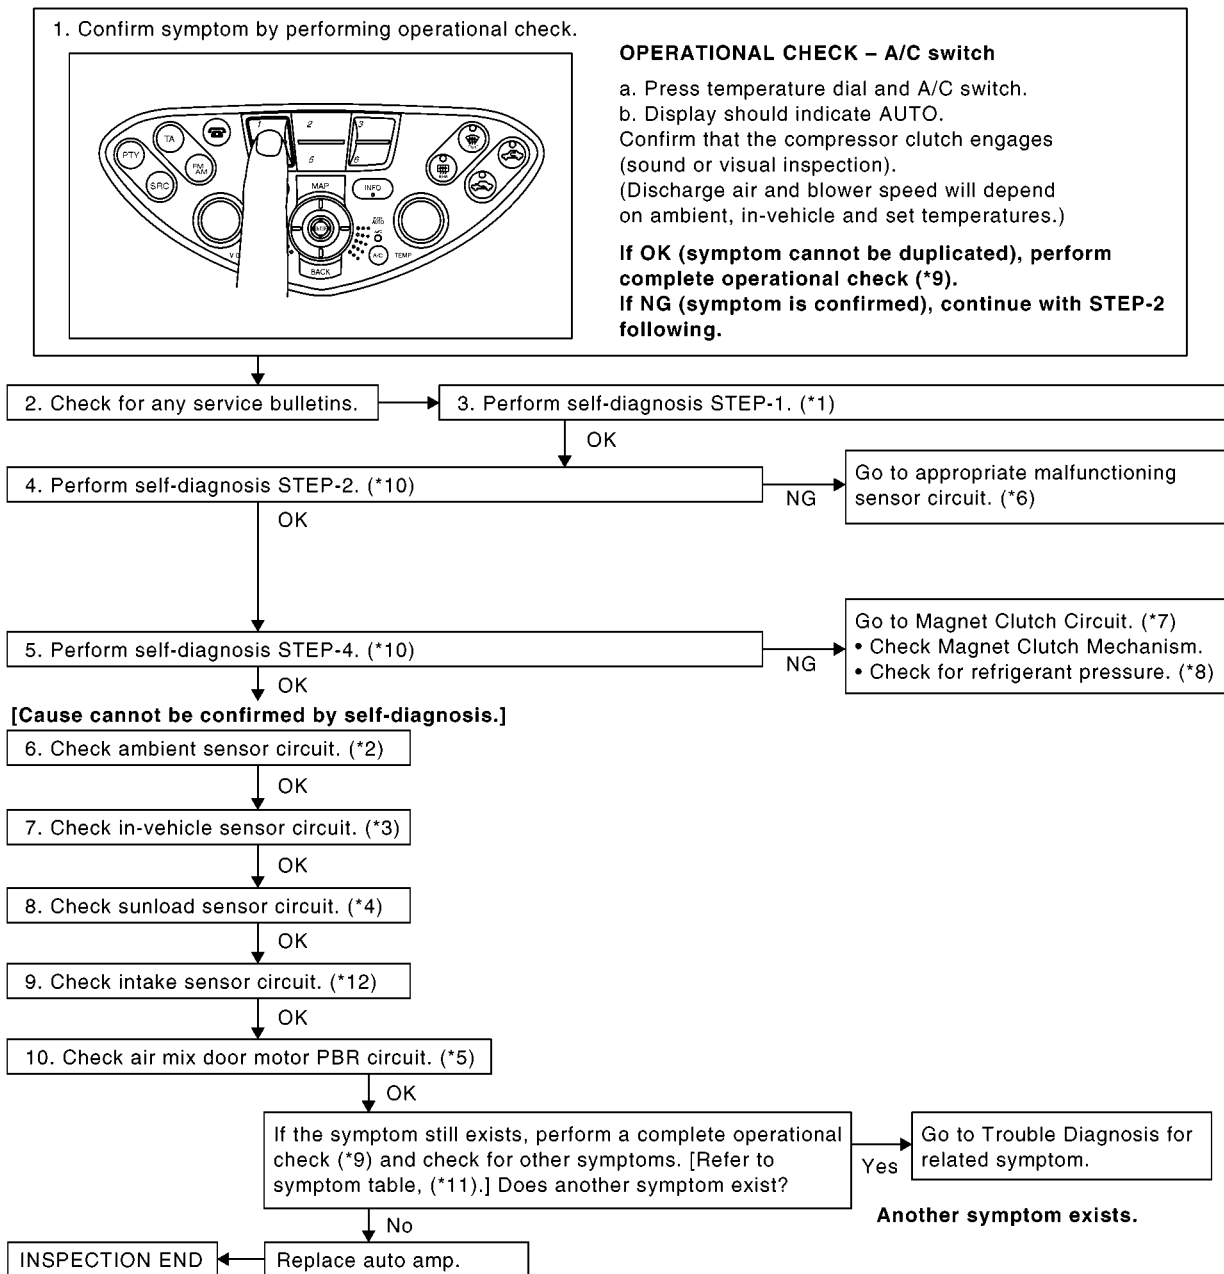 1. Confirm symptom by performing operational check.
PTY
TA
SRC
FM
AM
1
2
3
5
6
MAP
BACK
INFO
A/C
TEMP
OPERATIONAL CHECK – A/C switch
a. Press temperature dial and A/C switch.
b. Display should indicate AUTO.
Confirm that the compressor clutch engages
(sound or visual inspection).
(Discharge air and blower speed will depend
on ambient, in-vehicle and set temperatures.)
If OK (symptom cannot be duplicated), perform
complete operational check (*9).
If NG (symptom is confirmed), continue with STEP-2
following.
2. Check for any service bulletins.
3. Perform self-diagnosis STEP-1. (*1)
OK
4. Perform self-diagnosis STEP-2. (*10)
NG
Go to appropriate malfunctioning
sensor circuit. (*6)
OK
5. Perform self-diagnosis STEP-4. (*10)
NG
Go to Magnet Clutch Circuit. (*7)
• Check Magnet Clutch Mechanism.
• Check for refrigerant pressure. (*8)
OK
[Cause cannot be confirmed by self-diagnosis.]
6. Check ambient sensor circuit. (*2)
OK
7. Check in-vehicle sensor circuit. (*3)
OK
8. Check sunload sensor circuit. (*4)
OK
9. Check intake sensor circuit. (*12)
OK
10. Check air mix door motor PBR circuit. (*5)
OK
If the symptom still exists, perform a complete operational
check (*9) and check for other symptoms. [Refer to
symptom table, (*11).] Does another symptom exist?
Yes
Go to Trouble Diagnosis for
related symptom.
Another symptom exists.
No
Replace auto amp.
INSPECTION END